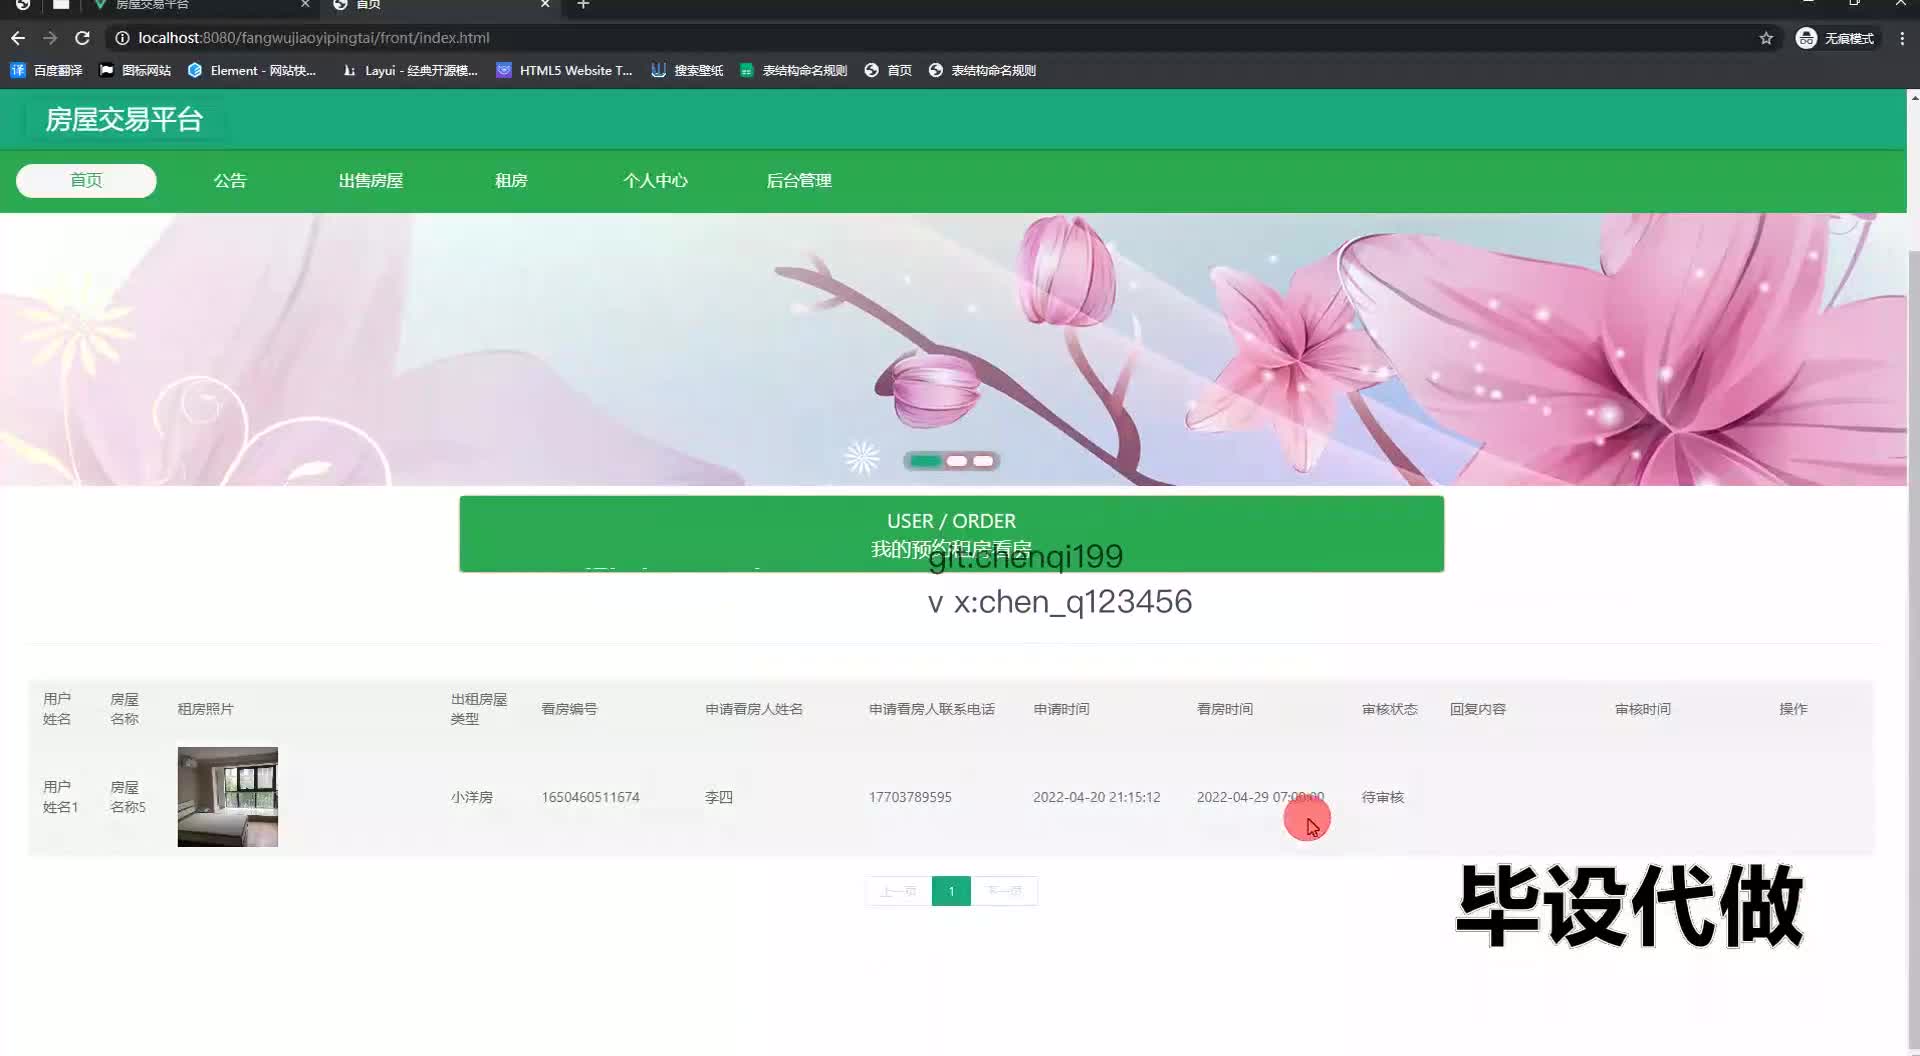 房屋交易平台
首页
localhost:8080/fangwujiaoyipingtai/front/index.html
无痕模式
百度翻译
图标网站
Element - 网站快...
Layui - 经典开源模...
HTML5 Website T...
搜索壁纸
表结构命名规则
首页
表结构命名规则
房屋交易平台
首页
公告
出售房屋
租房
个人中心
后台管理
USER / ORDER
我的预约租房看房
git:chenqi199
v x:chen_q123456
用户姓名 房屋名称 租房照片 出租房屋类型 看房编号 申请看房人姓名 申请看房人联系电话 申请时间 看房时间 审核状态 回复内容 审核时间 操作
用户姓名1 房屋名称5 小洋房 1650460511674 李四 17703789595 2022-04-20 21:15:12 2022-04-29 07:00:00 待审核
上一页 1 下一页
毕设代做